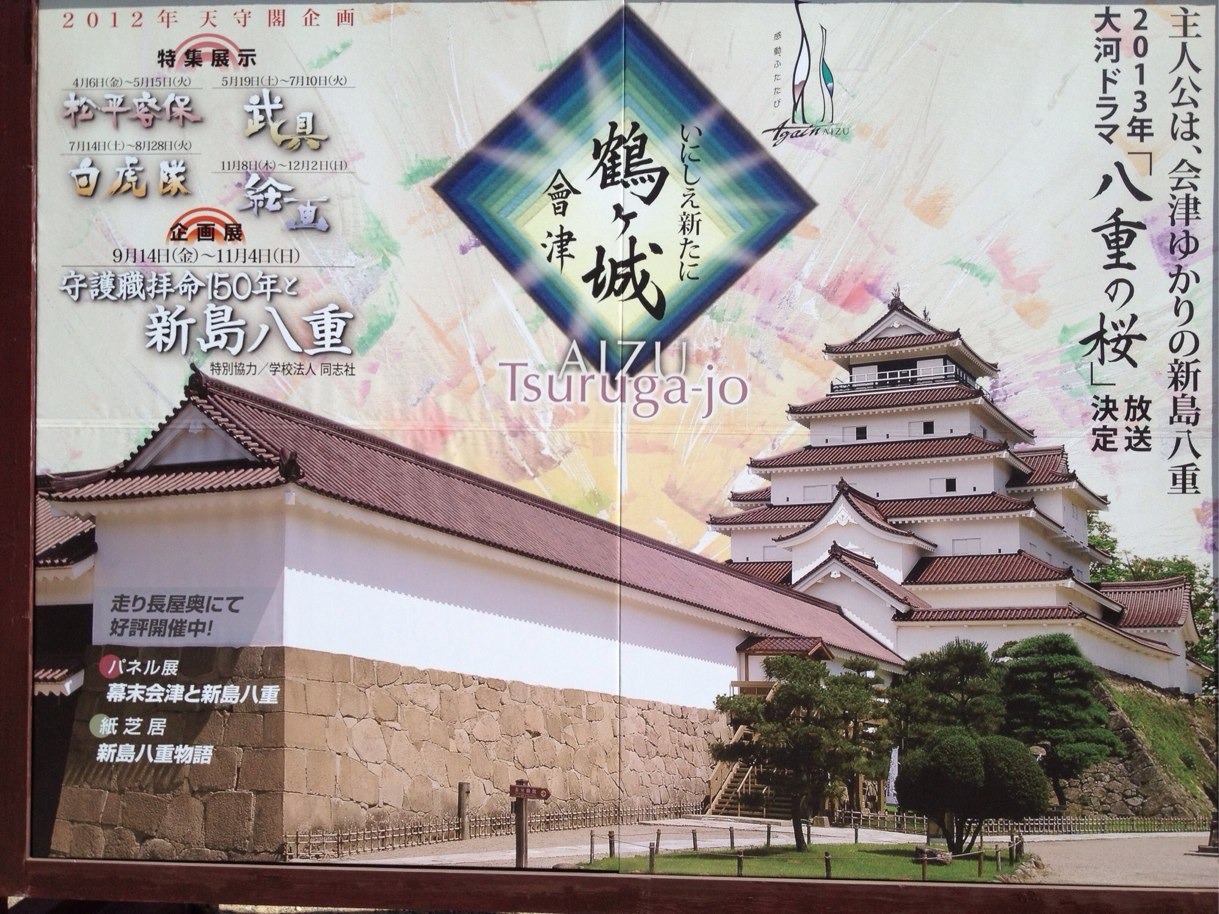 2012年 天守閣企画
特集展示
4月6日(金)~5月15日(火)
松平容保
5月19日(土)~7月10日(火)
武具
7月14日(土)~8月28日(火)
白虎隊
11月8日(木)~12月2日(日)
絵画
企画展
9月14日(金)~11月4日(日)
守護職拝命150年と
新島八重
特別協力/学校法人 同志社
いにしえ新たに
鶴ヶ城
會津
AIZU
Tsuruga-jo
感動ふたたび
Again AIZU
主人公は、会津ゆかりの新島八重
2013年
大河ドラマ「八重の桜」放送決定
走り長屋奥にて
好評開催中!
パネル展
幕末会津と新島八重
紙芝居
新島八重物語